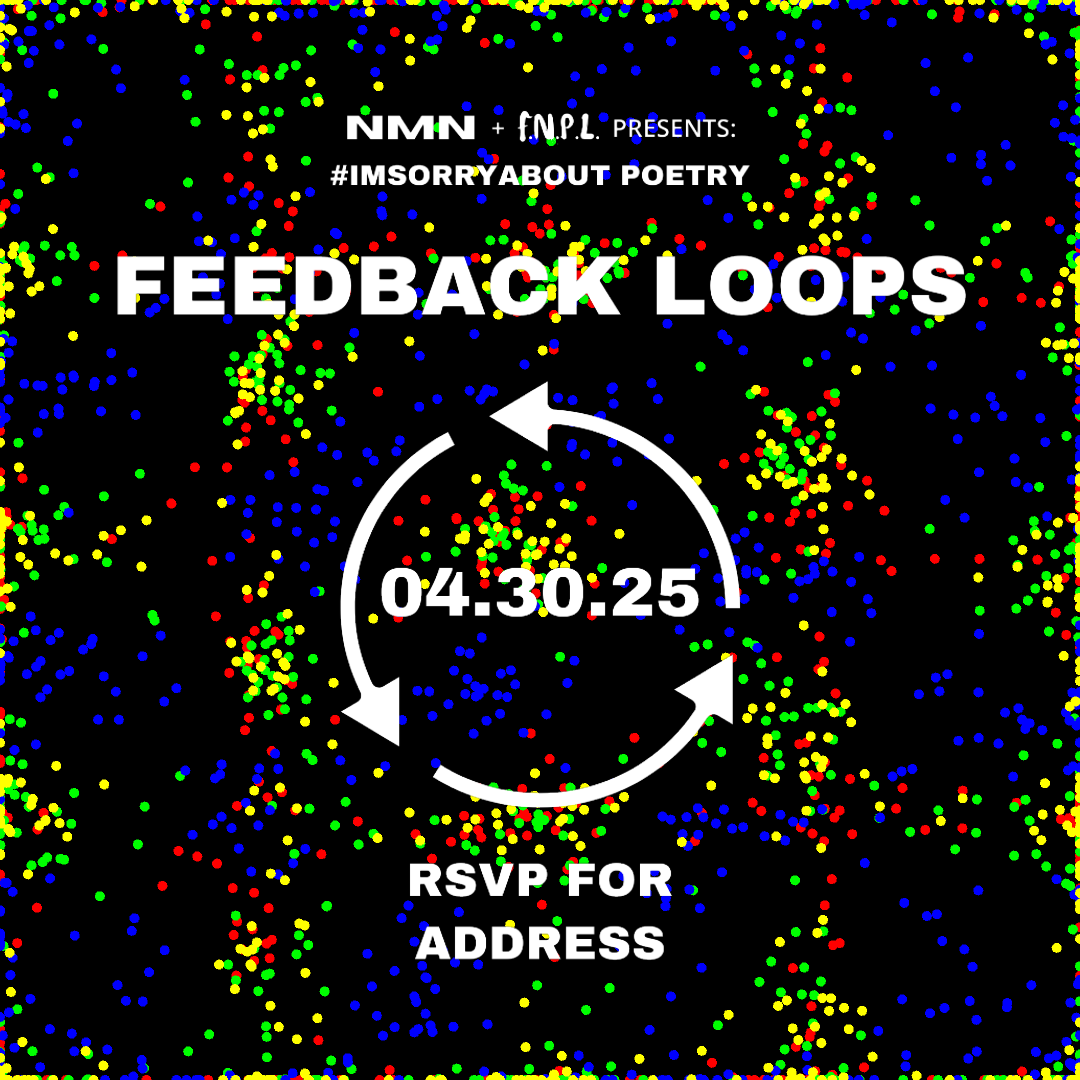 NMN + F.N.P.L. PRESENTS:
#IMSORRYABOUT POETRY
FEEDBACK LOOPS
04.30.25
RSVP FOR
ADDRESS